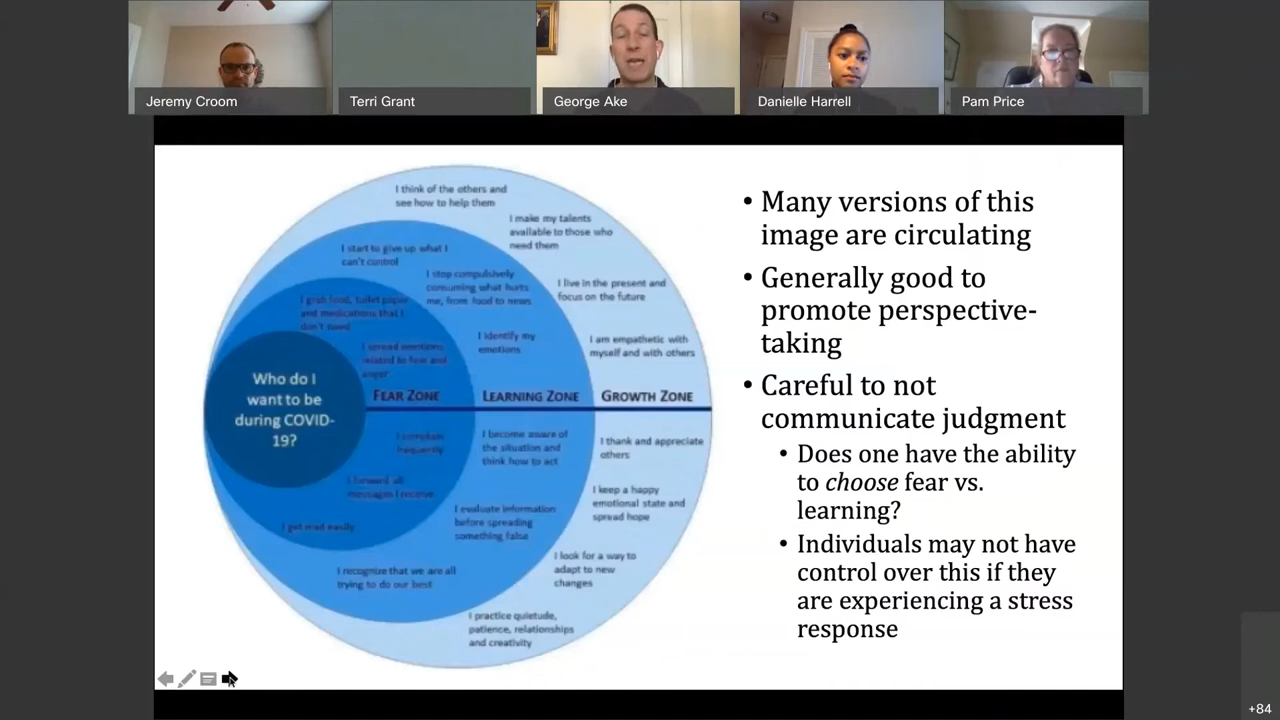 Jeremy Croom
Terri Grant
George Ake
Danielle Harrell
Pam Price
I think of the others and
see how to help them
I make my talents
available to those who
need them
I start to give up what I
can't control
I stop compulsively
consuming what hurts
me, from food to news
I live in the present and
focus on the future
I grab food, toilet paper
and medications that I
don't need
I identify my
emotions
I am empathetic with
myself and with others
I spread emotions
related to fear and
anger
Who do I
want to be
during COVID-
19?
FEAR ZONE
LEARNING ZONE
GROWTH ZONE
I complain
frequently
I become aware of
the situation and
think how to act
I thank and appreciate
others
I forward all
messages I receive
I keep a happy
emotional state and
spread hope
I get mad easily
I evaluate information
before spreading
something false
I look for a way to
adapt to new
changes
I recognize that we are all
trying to do our best
I practice quietude,
patience, relationships
and creativity
• Many versions of this
image are circulating
• Generally good to
promote perspective-
taking
• Careful to not
communicate judgment
• Does one have the ability
to choose fear vs.
learning?
• Individuals may not have
control over this if they
are experiencing a stress
response
+84